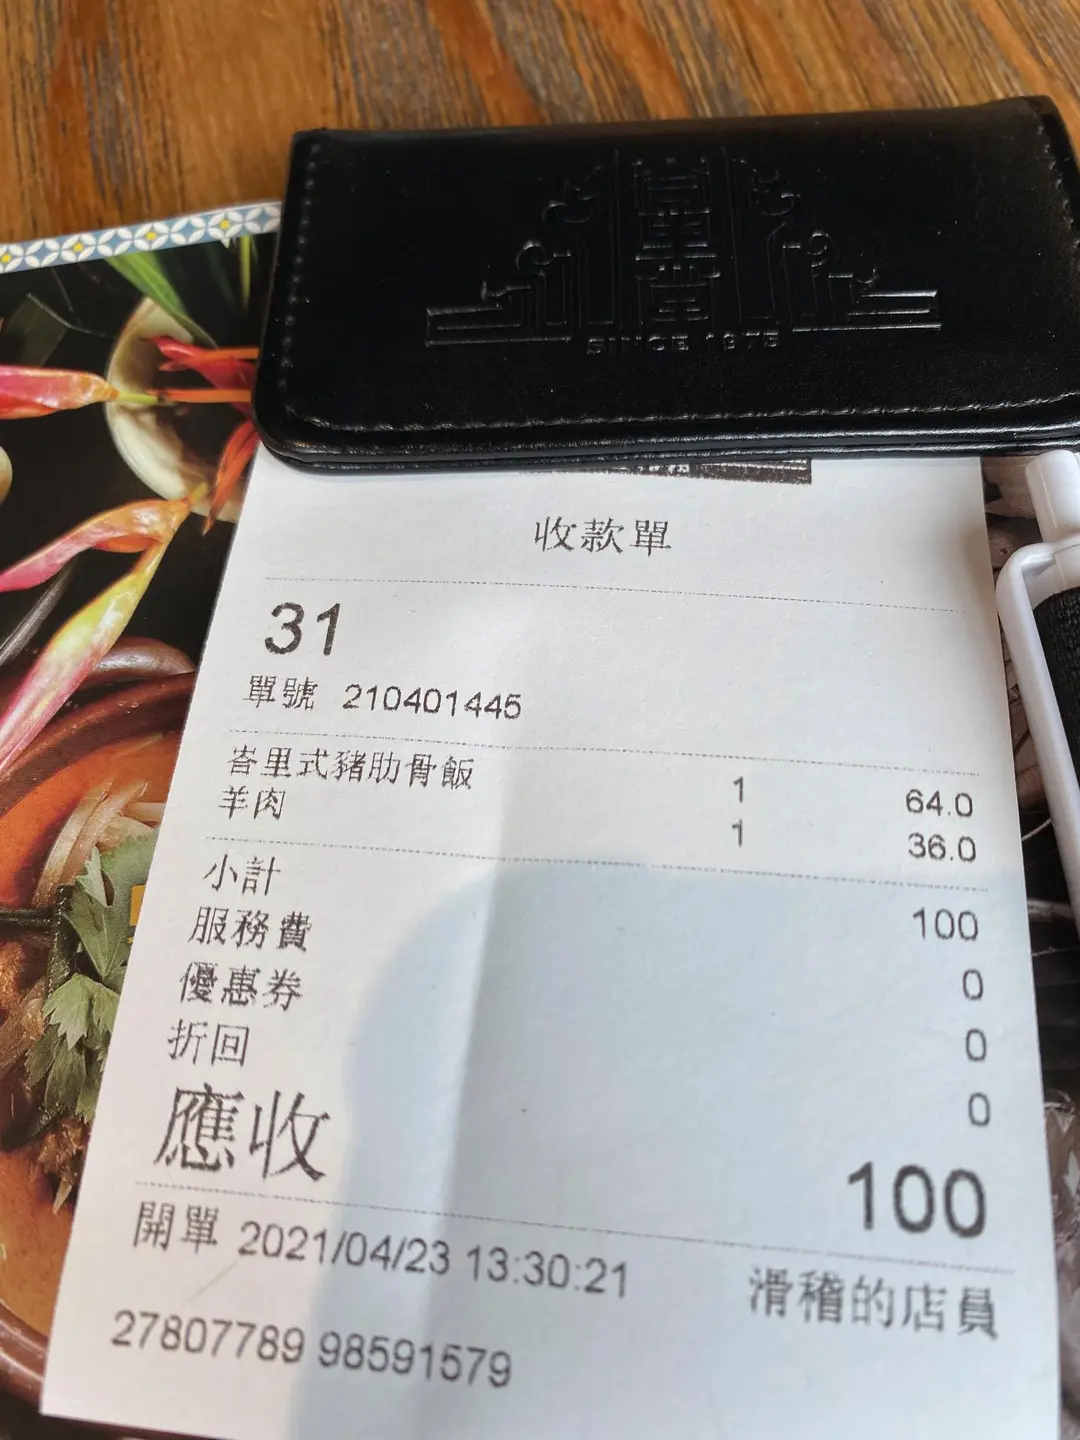 SINCE 1975
收款單
31
單號 210401445
峇里式豬肋骨飯 1 64.0
羊肉 1 36.0
小計 100
服務費 0
優惠券 0
折回 0
應收 100
開單 2021/04/23 13:30:21 滑稽的店員
27807789 98591579